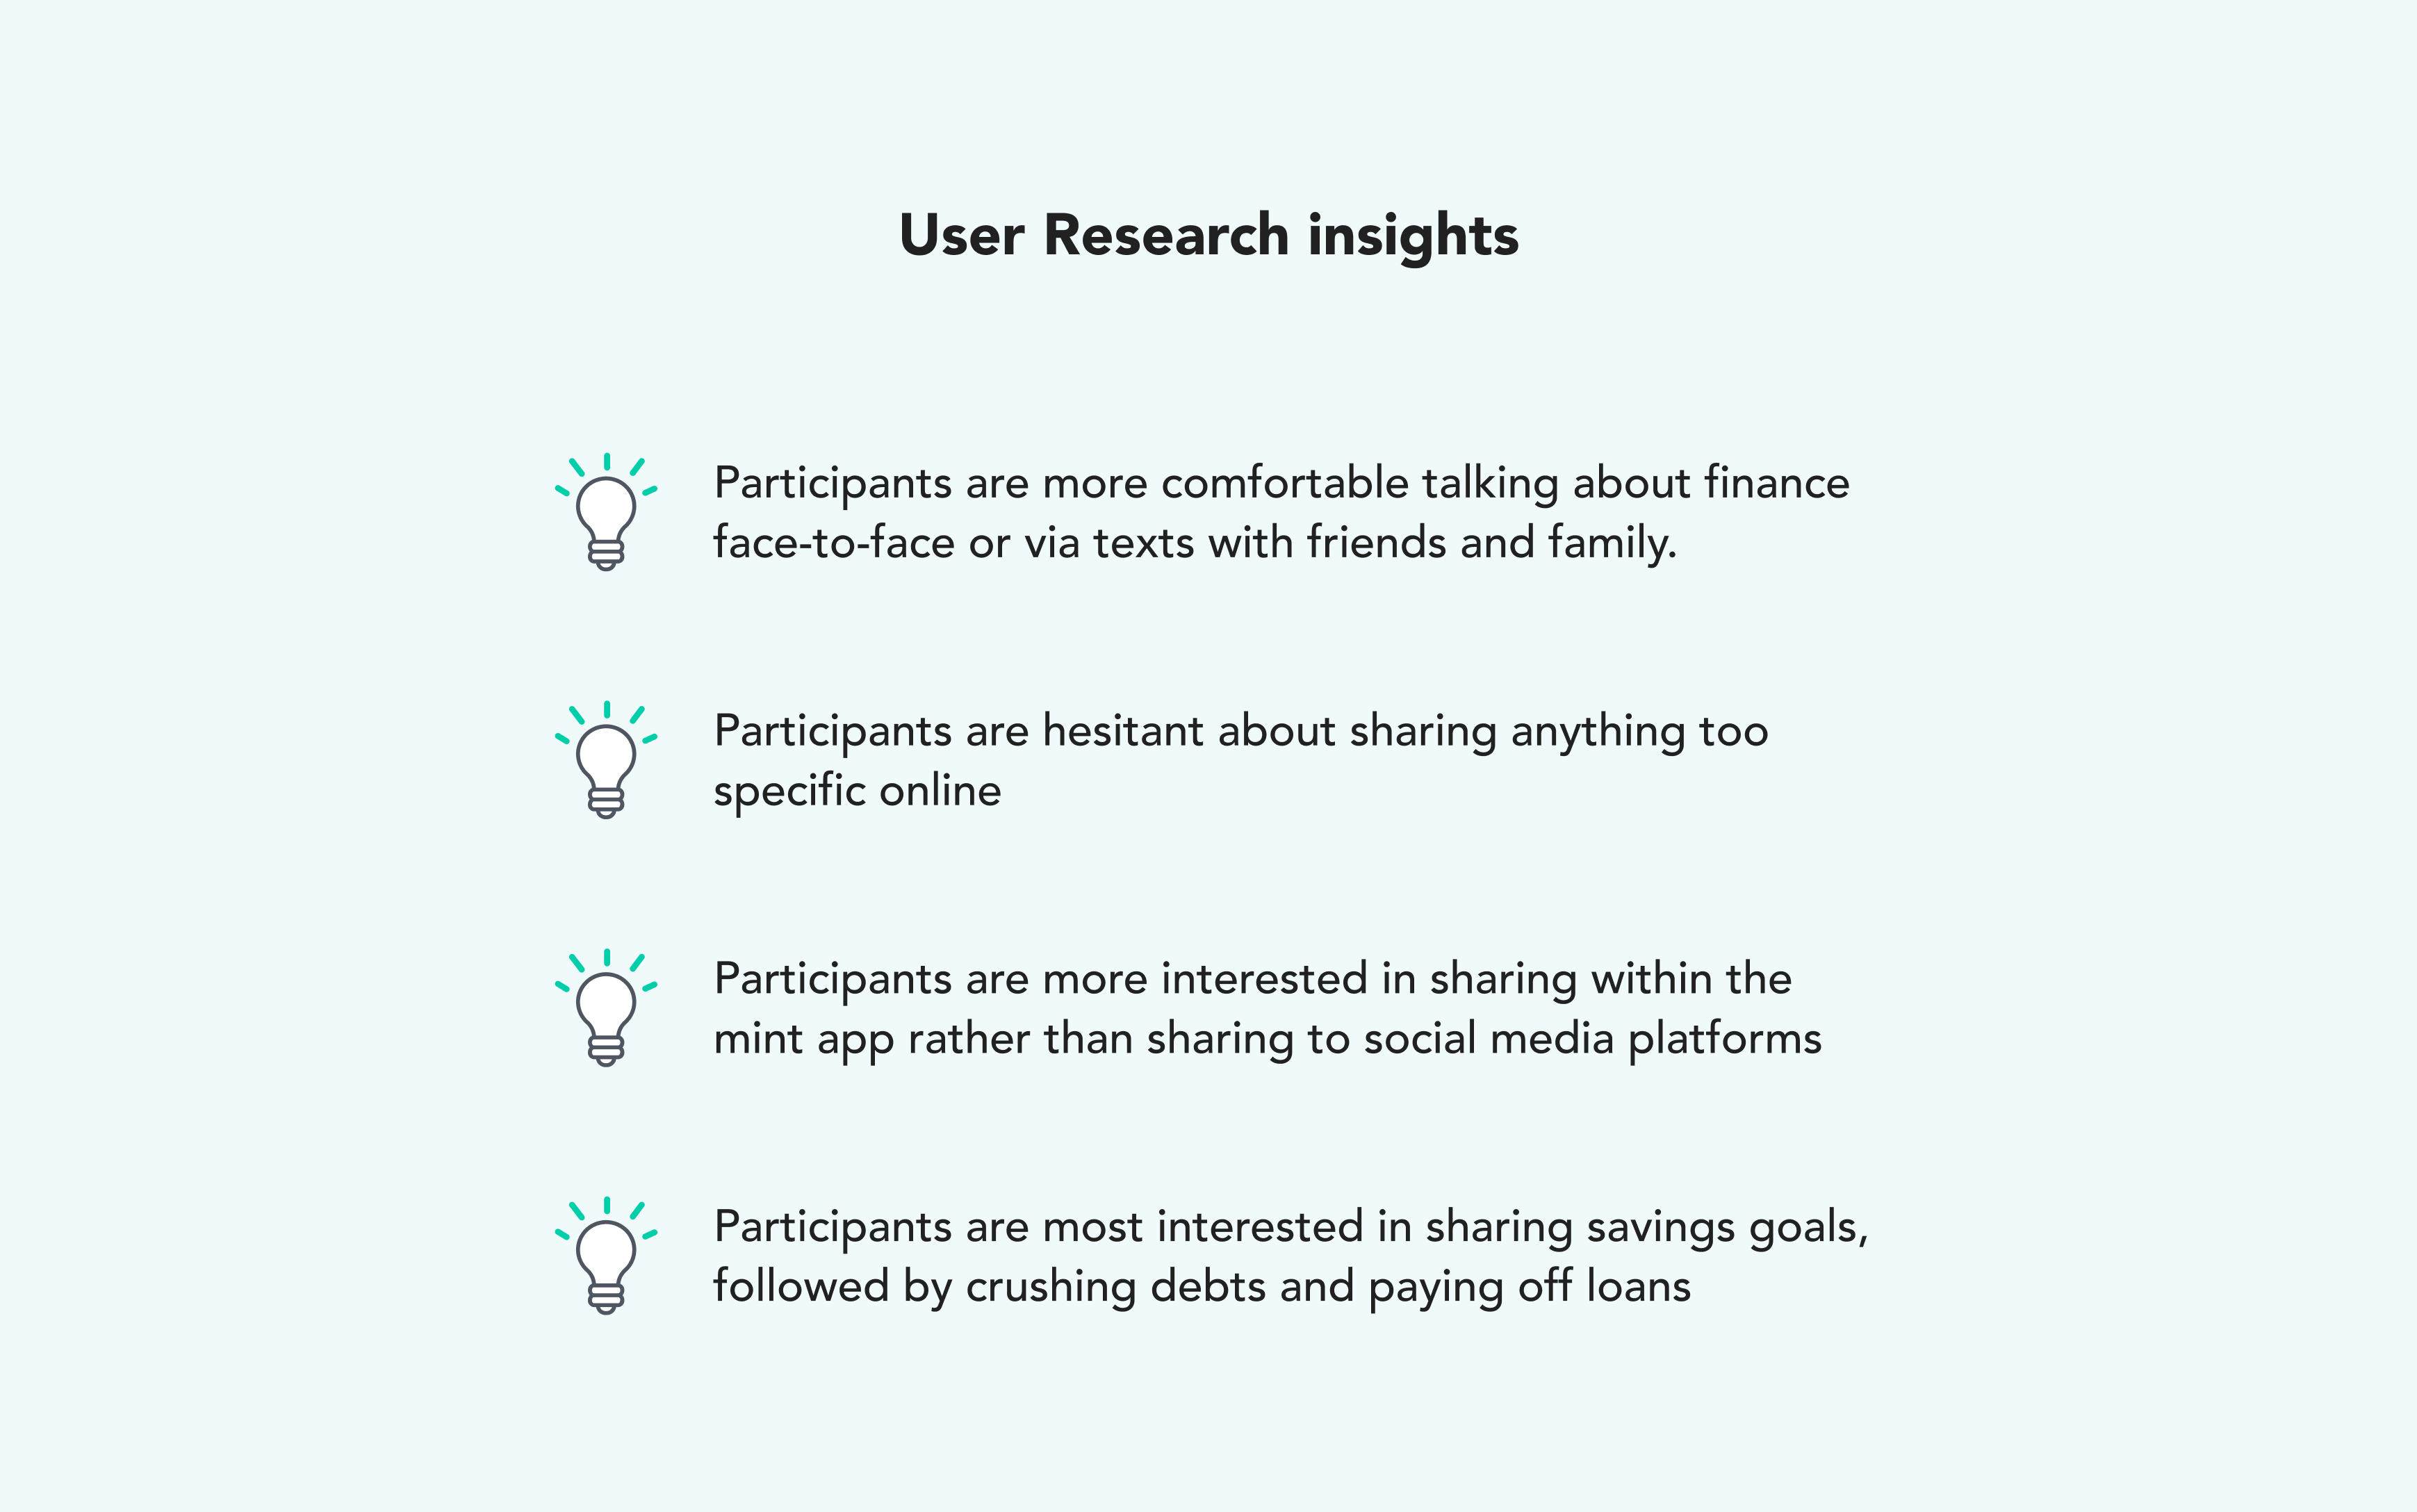 User Research insights
Participants are more comfortable talking about finance
face-to-face or via texts with friends and family.
Participants are hesitant about sharing anything too
specific online
Participants are more interested in sharing within the
mint app rather than sharing to social media platforms
Participants are most interested in sharing savings goals,
followed by crushing debts and paying off loans